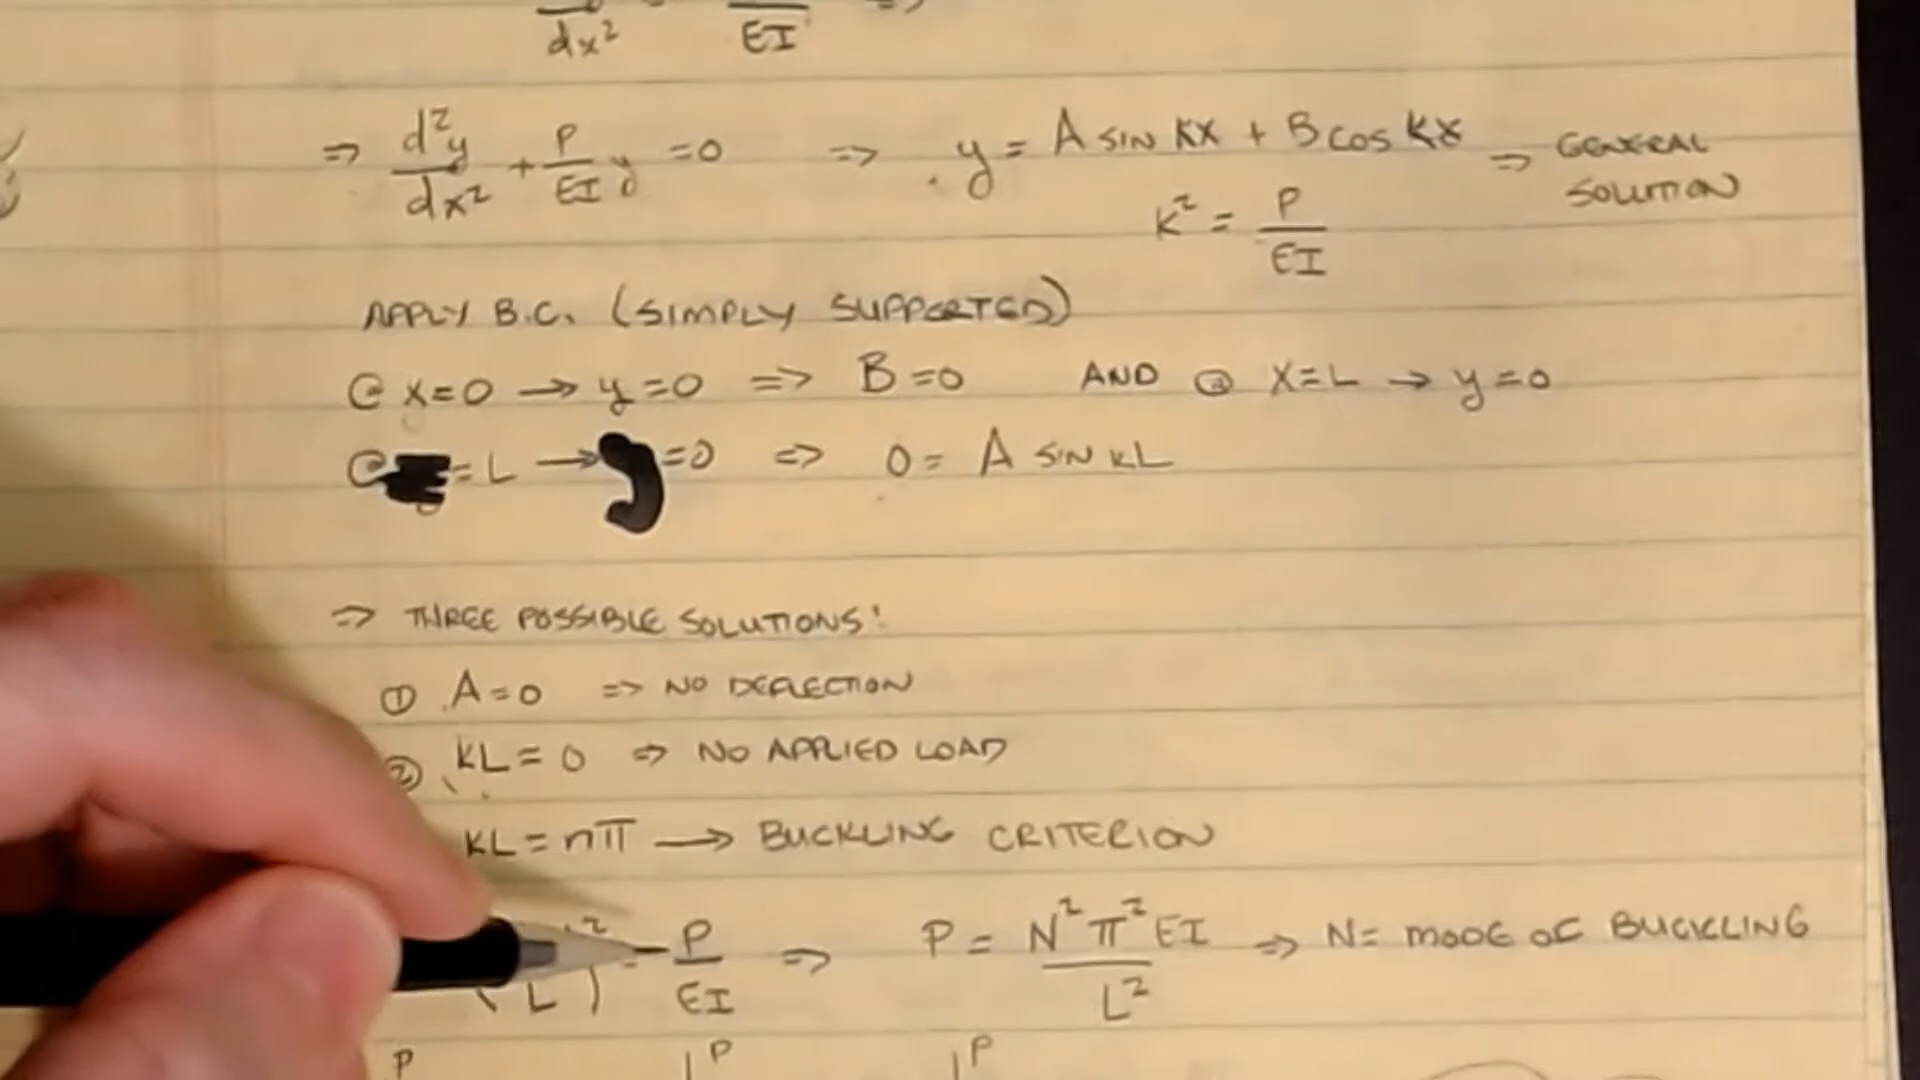 dx² EI =>
=> d²y/dx² + P/EI y = 0 => y = A SIN KX + B COS KX => GENERAL SOLUTION
K² = P/EI
APPLY B.C. (SIMPLY SUPPORTED)
@ X=0 → y=0 => B=0 AND @ X=L → y=0
@ = L → =0 => 0 = A SIN KL
=> THREE POSSIBLE SOLUTIONS:
① A=0 => NO DEFLECTION
② KL=0 => NO APPLIED LOAD
KL = nπ → BUCKLING CRITERION
( L )² = P/EI => P = N²π²EI/L² => N= MODE OF BUCKLING
P P P